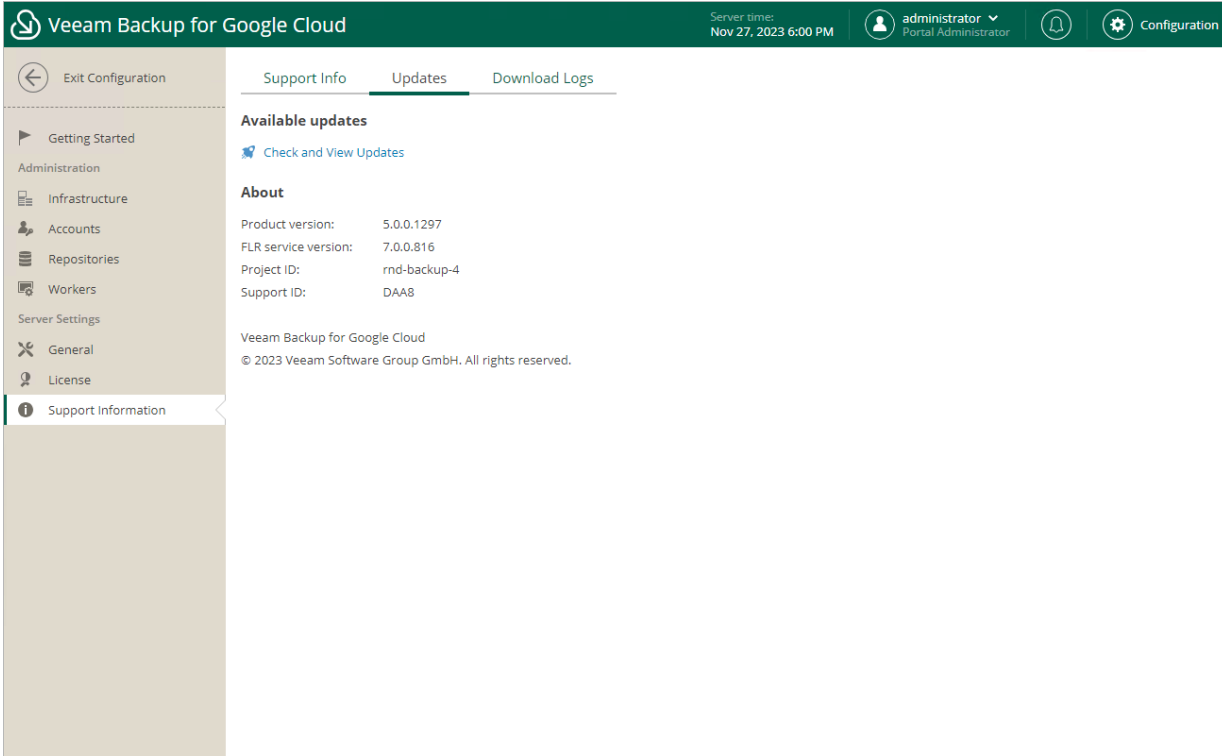 Veeam Backup for Google Cloud
Server time:
Nov 27, 2023 6:00 PM
administrator
Portal Administrator
Configuration
Exit Configuration
Getting Started
Administration
Infrastructure
Accounts
Repositories
Workers
Server Settings
General
License
Support Information
Support Info Updates Download Logs
Available updates
Check and View Updates
About
Product version: 5.0.0.1297
FLR service version: 7.0.0.816
Project ID: rnd-backup-4
Support ID: DAA8
Veeam Backup for Google Cloud
© 2023 Veeam Software Group GmbH. All rights reserved.